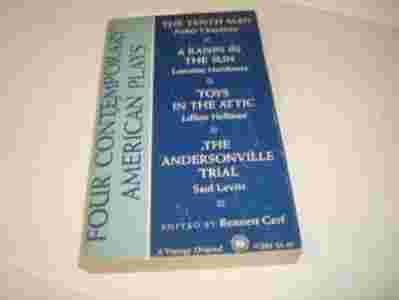 FOUR CONTEMPORARY
AMERICAN PLAYS
THE TENTH MAN
Paddy Chayefsky
A RAISIN IN
THE SUN
Lorraine Hansberry
TOYS
IN THE ATTIC
Lillian Hellman
THE
ANDERSONVILLE
TRIAL
Saul Levitt
EDITED BY Bennett Cerf
A Vintage Original